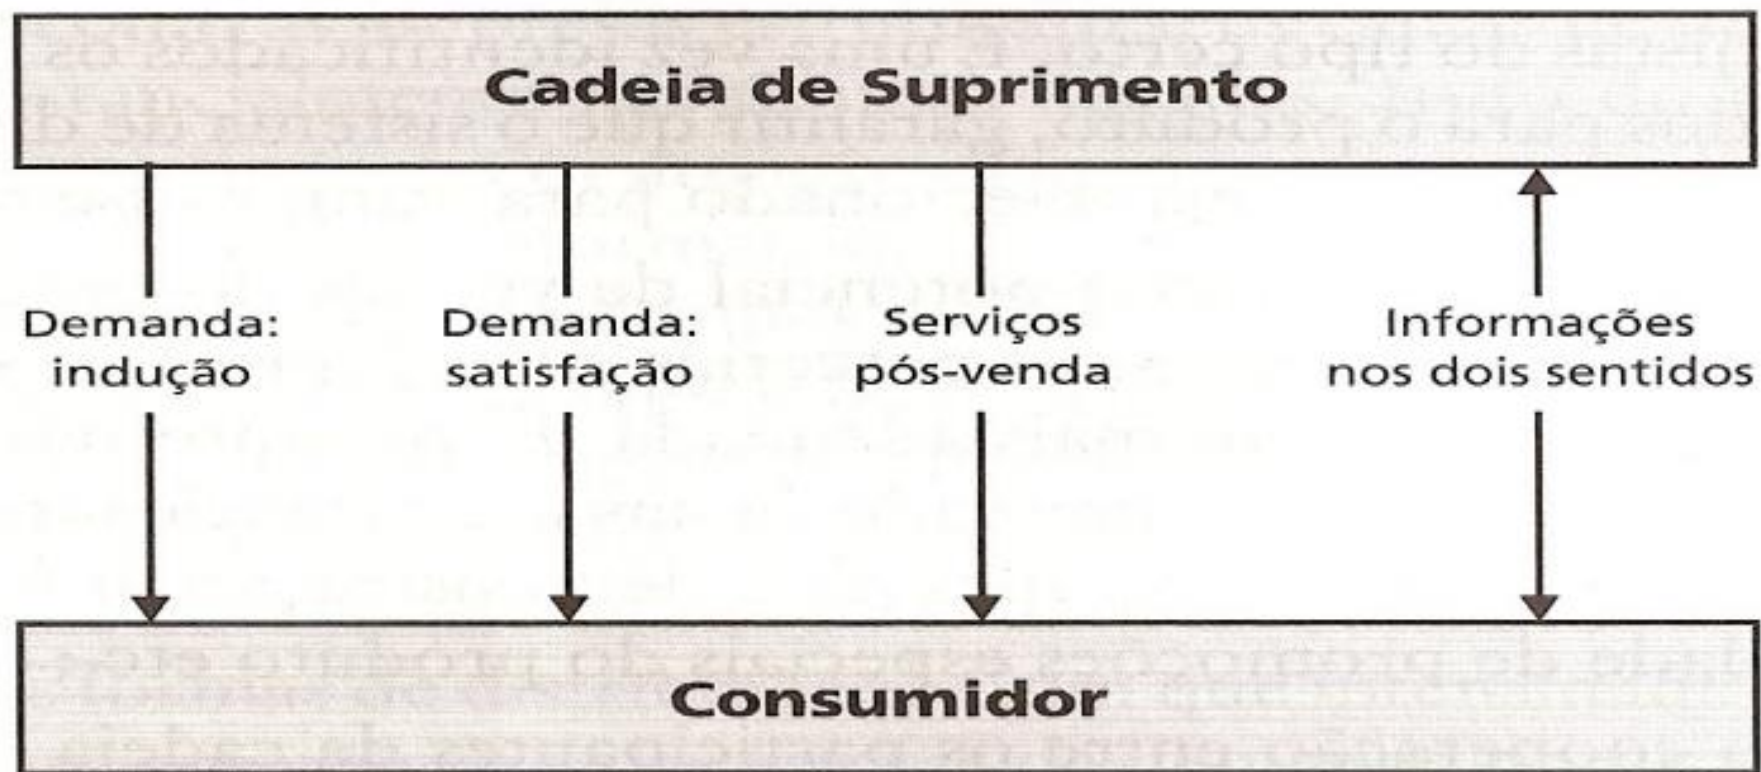 Cadeia de Suprimento
Demanda:
indução
Demanda:
satisfação
Serviços
pós-venda
Informações
nos dois sentidos
Consumidor